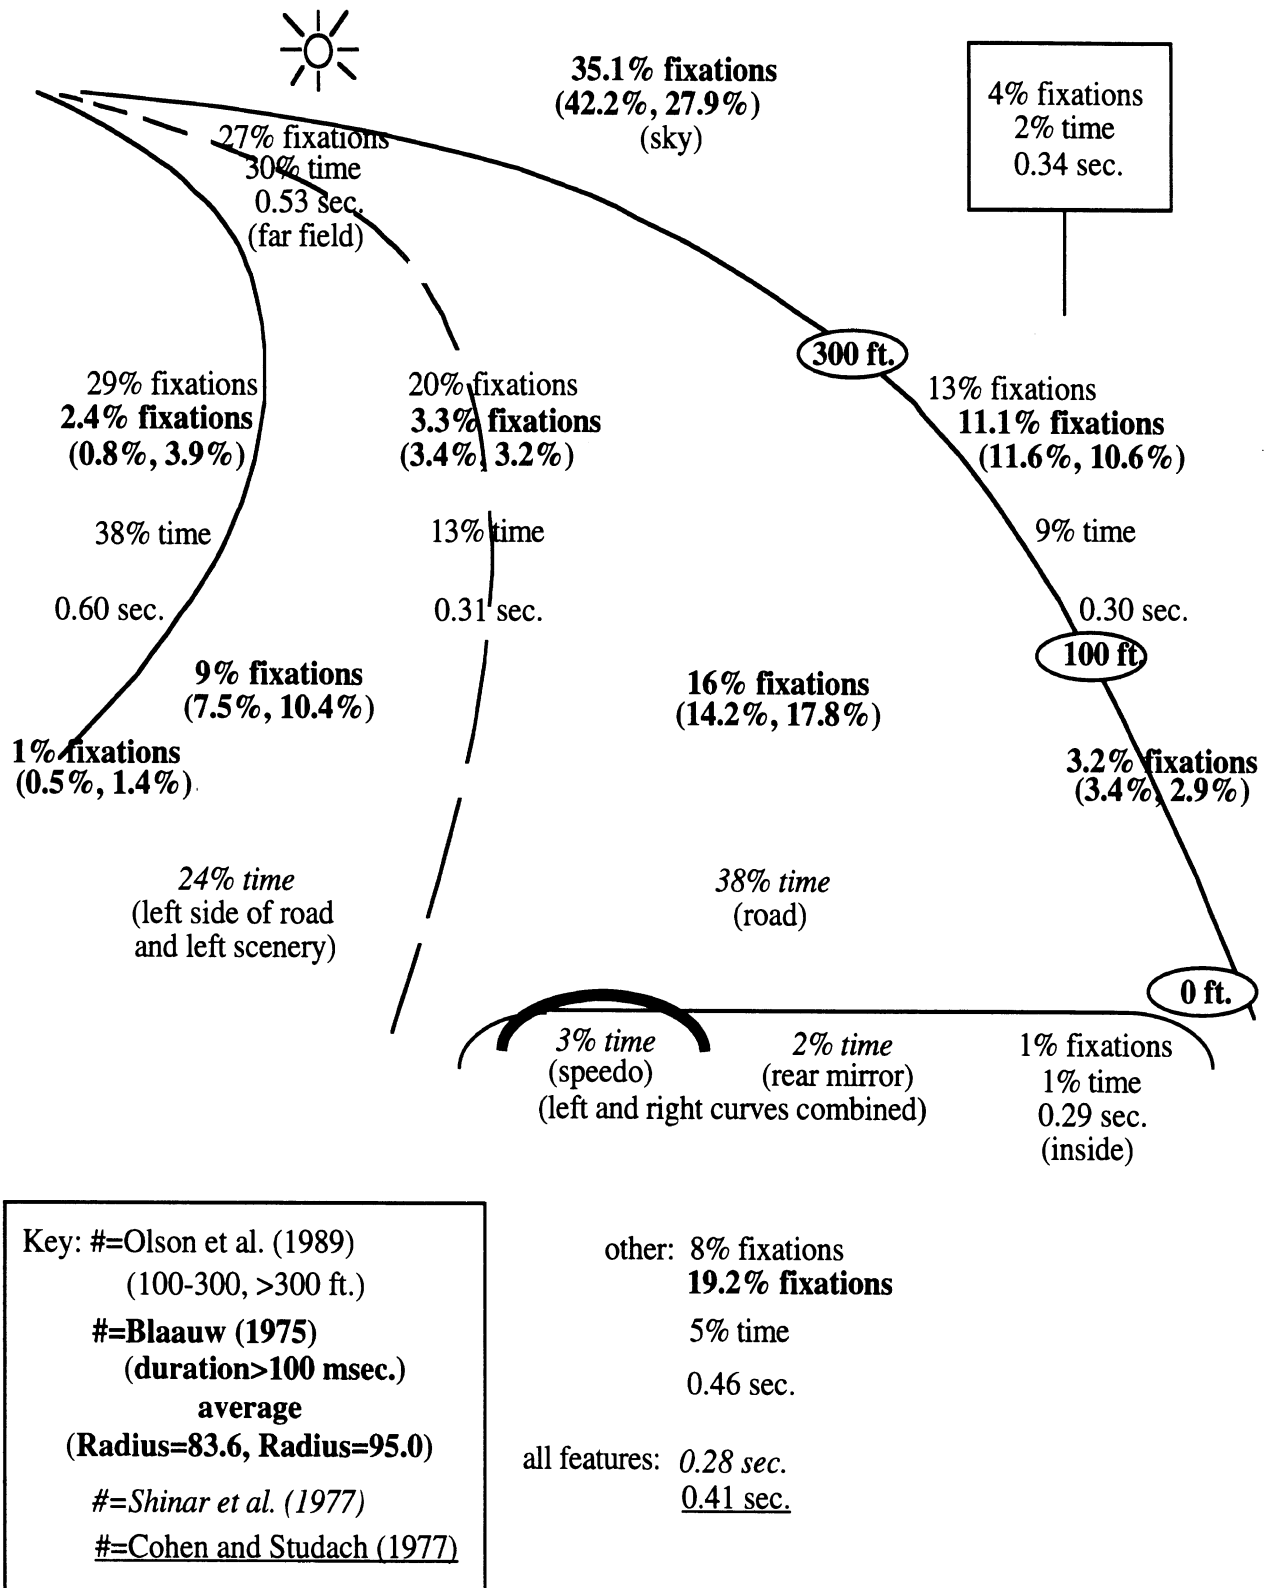 35.1% fixations
(42.2%, 27.9%)
(sky)
4% fixations
2% time
0.34 sec.
27% fixations
30% time
0.53 sec.
(far field)
300 ft.
29% fixations
2.4% fixations
(0.8%, 3.9%)
38% time
0.60 sec.
20% fixations
3.3% fixations
(3.4%, 3.2%)
13% time
0.31 sec.
13% fixations
11.1% fixations
(11.6%, 10.6%)
9% time
0.30 sec.
100 ft.
9% fixations
(7.5%, 10.4%)
16% fixations
(14.2%, 17.8%)
1% fixations
(0.5%, 1.4%)
3.2% fixations
(3.4%, 2.9%)
24% time
(left side of road
and left scenery)
38% time
(road)
0 ft.
3% time
(speedo)
2% time
(rear mirror)
(left and right curves combined)
1% fixations
1% time
0.29 sec.
(inside)
Key: #=Olson et al. (1989)
(100-300, >300 ft.)
#=Blaauw (1975)
(duration>100 msec.)
average
(Radius=83.6, Radius=95.0)
#=Shinar et al. (1977)
#=Cohen and Studach (1977)
other: 8% fixations
19.2% fixations
5% time
0.46 sec.
all features: 0.28 sec.
0.41 sec.